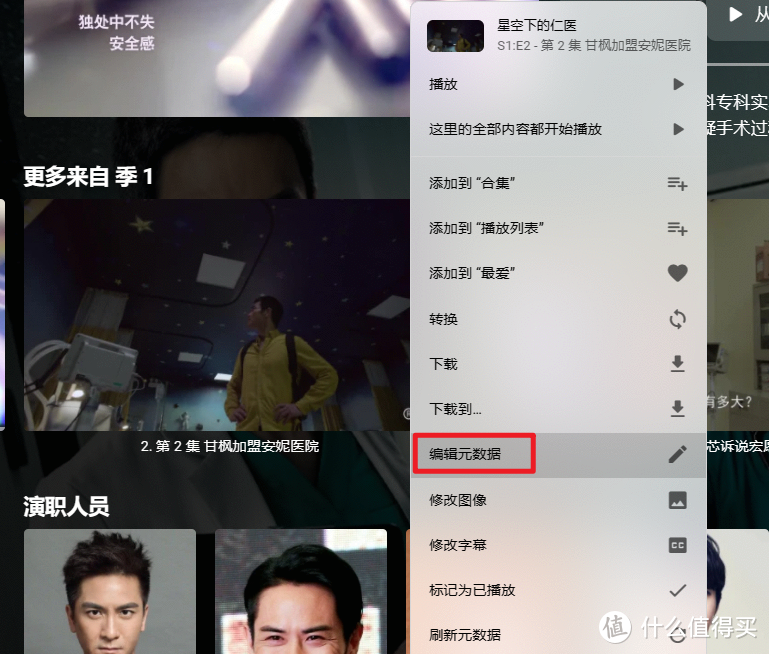 独处中不失
安全感
更多来自 季 1
2. 第 2 集 甘枫加盟安妮医院
演职人员
星空下的仁医
S1:E2 - 第 2 集 甘枫加盟安妮医院
播放
这里的全部内容都开始播放
添加到 “合集”
添加到 “播放列表”
添加到 “最爱”
转换
下载
下载到...
编辑元数据
修改图像
修改字幕
CC
标记为已播放
刷新元数据
从
科专科实
疑手术过
有多大?
芯诉说宏愿
值 什么值得买